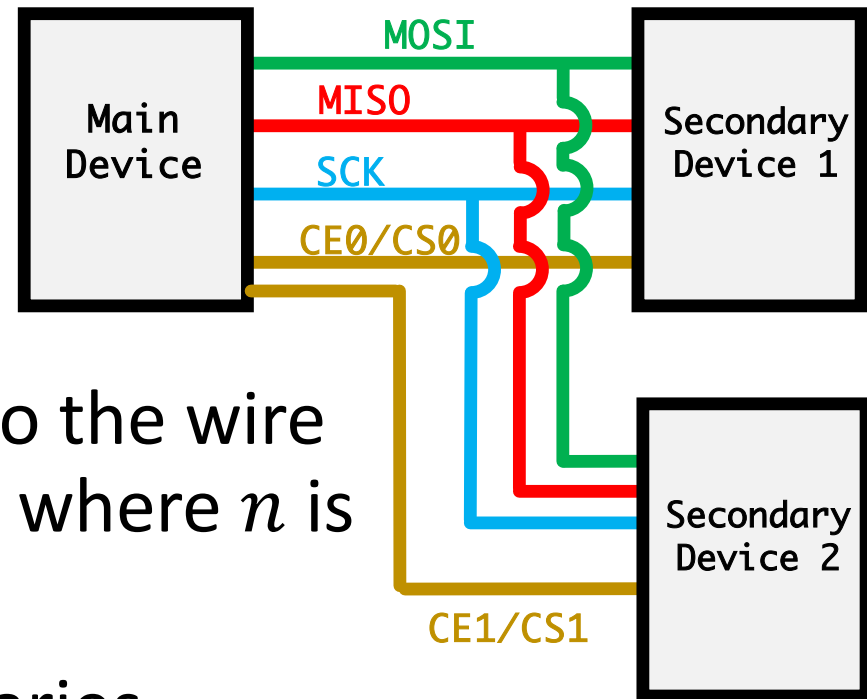 MOSI
MISO
SCK
CE0/CS0
Main
Device
Secondary
Device 1
o the wire
where n is
Secondary
Device 2
CE1/CS1